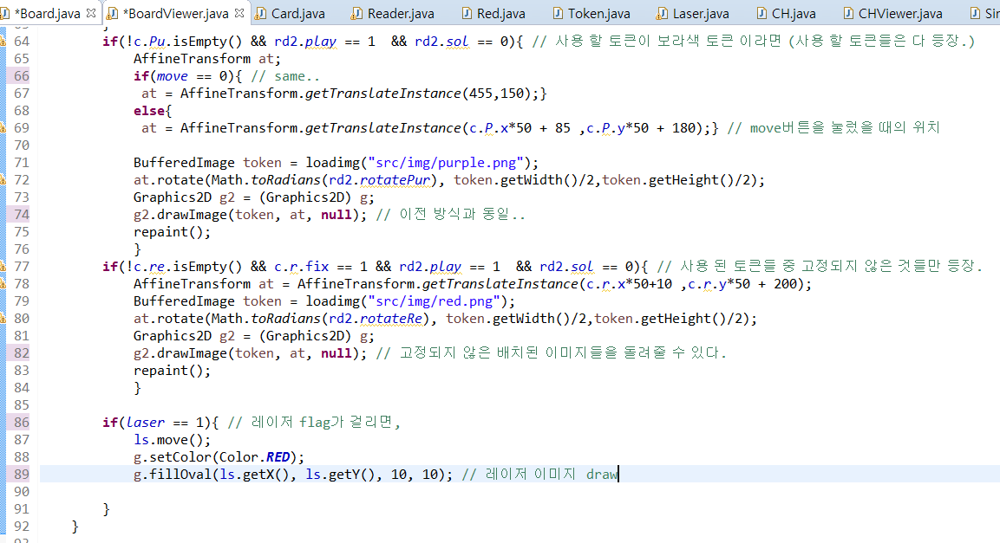 *Board.java *BoardViewer.java Card.java Reader.java Red.java Token.java Laser.java CH.java CHViewer.java Sir
64 if(!c.Pu.isEmpty() && rd2.play == 1  && rd2.sol == 0){ // 사용 할 토큰이 보라색 토큰 이라면 (사용 할 토큰들은 다 등장.)
65 AffineTransform at;
66 if(move == 0){ // same..
67 at = AffineTransform.getTranslateInstance(455,150);}
68 else{
69 at = AffineTransform.getTranslateInstance(c.P.x*50 + 85 ,c.P.y*50 + 180);} // move버튼을 눌렀을 때의 위치
70
71 BufferedImage token = loadimg("src/img/purple.png");
72 at.rotate(Math.toRadians(rd2.rotatePur), token.getWidth()/2,token.getHeight()/2);
73 Graphics2D g2 = (Graphics2D) g;
74 g2.drawImage(token, at, null); // 이전 방식과 동일..
75 repaint();
76 }
77 if(!c.re.isEmpty() && c.r.fix == 1 && rd2.play == 1  && rd2.sol == 0){ // 사용 된 토큰들 중 고정되지 않은 것들만 등장.
78 AffineTransform at = AffineTransform.getTranslateInstance(c.r.x*50+10 ,c.r.y*50 + 200);
79 BufferedImage token = loadimg("src/img/red.png");
80 at.rotate(Math.toRadians(rd2.rotateRe), token.getWidth()/2,token.getHeight()/2);
81 Graphics2D g2 = (Graphics2D) g;
82 g2.drawImage(token, at, null); // 고정되지 않은 배치된 이미지들을 돌려줄 수 있다.
83 repaint();
84 }
85
86 if(laser == 1){ // 레이저 flag가 걸리면,
87 ls.move();
88 g.setColor(Color.RED);
89 g.fillOval(ls.getX(), ls.getY(), 10, 10); // 레이저 이미지 draw
90
91 }
92 }